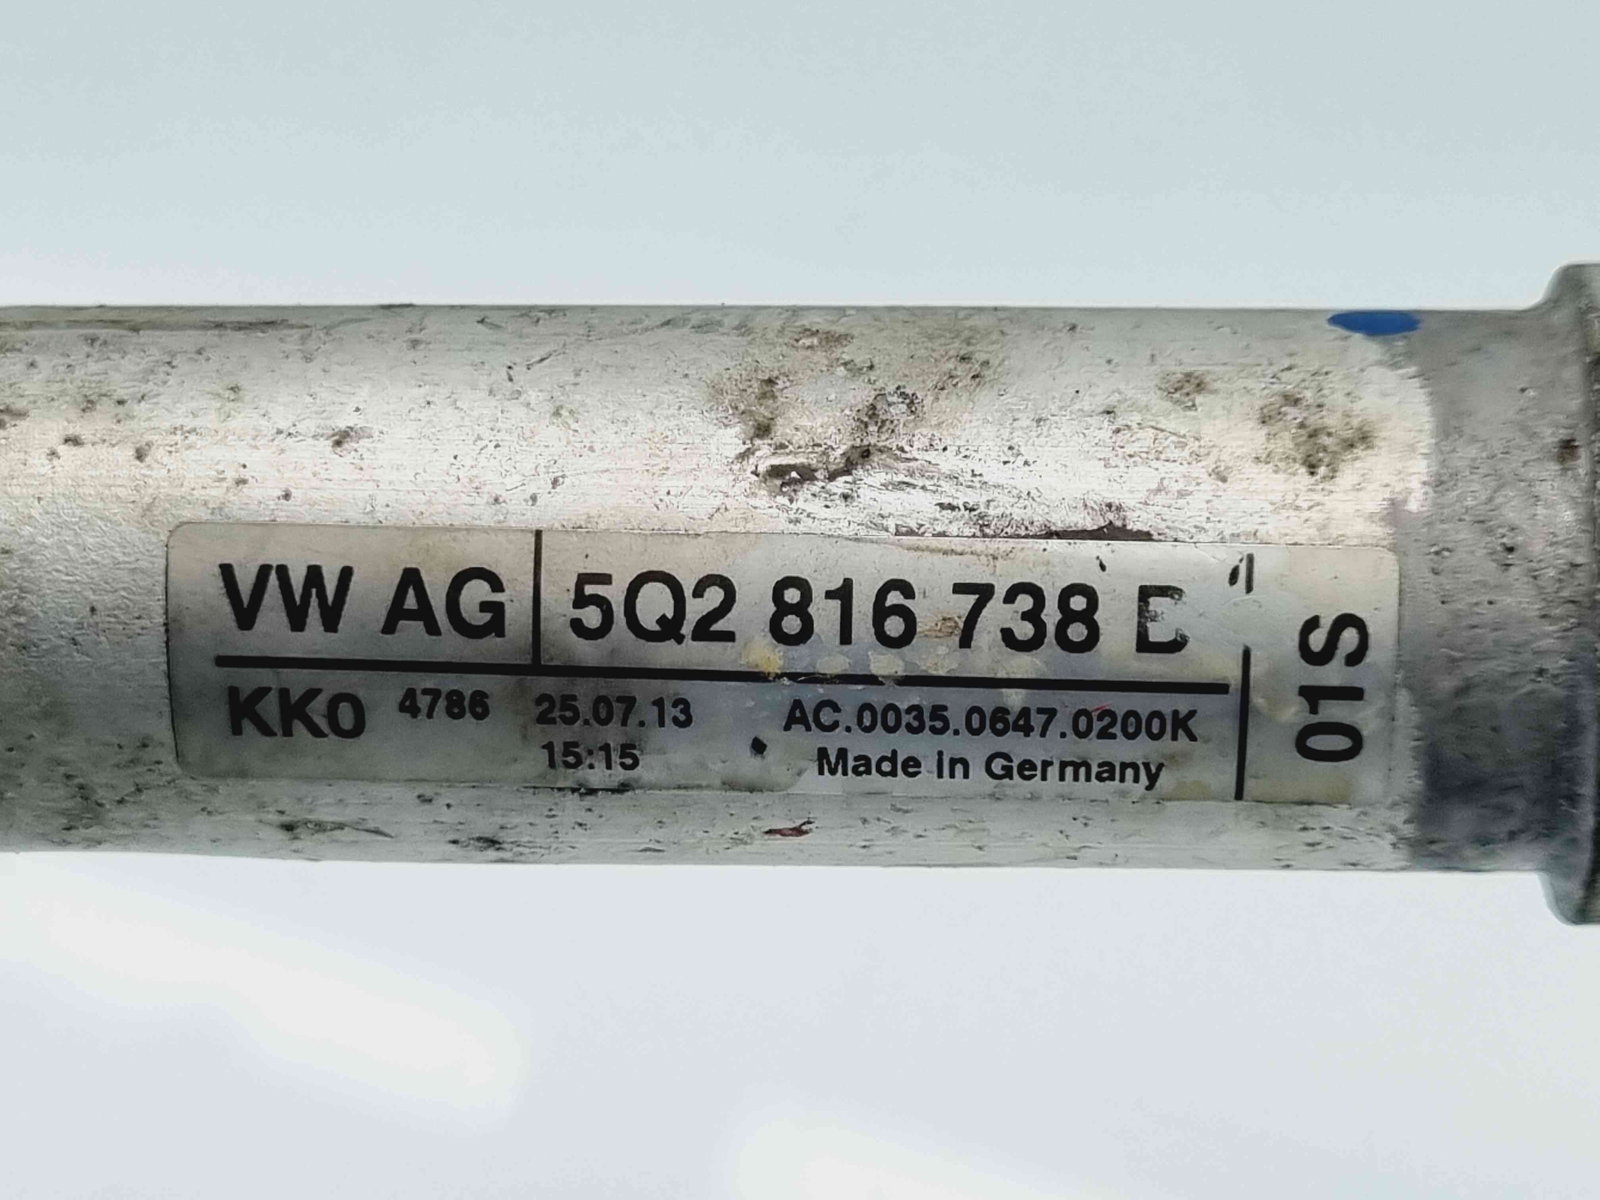 VW AG 5Q2 816 738
KKO 4786 25.07.13 AC.0035.0647.0200K
15:15 Made in Germany
01S